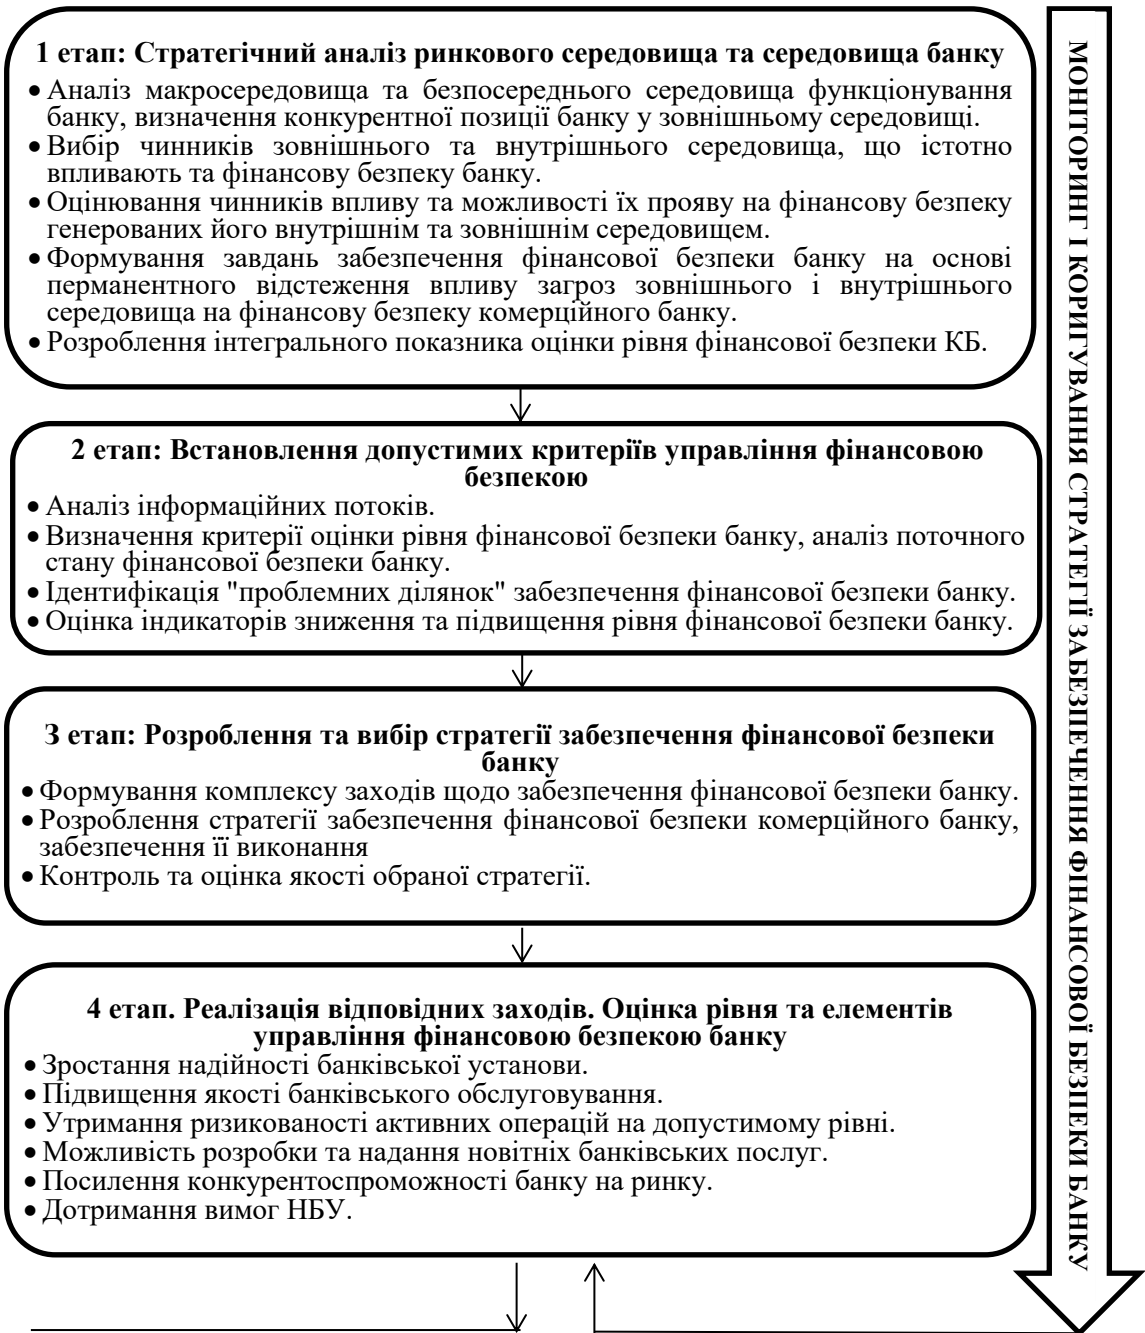 1 етап: Стратегічний аналіз ринкового середовища та середовища банку
• Аналіз макросередовища та безпосереднього середовища функціонування
банку, визначення конкурентної позиції банку у зовнішньому середовищі.
• Вибір чинників зовнішнього та внутрішнього середовища, що істотно
впливають та фінансову безпеку банку.
• Оцінювання чинників впливу та можливості їх прояву на фінансову безпеку
генерованих його внутрішнім та зовнішнім середовищем.
• Формування завдань забезпечення фінансової безпеки банку на основі
перманентного відстеження впливу загроз зовнішнього і внутрішнього
середовища на фінансову безпеку комерційного банку.
• Розроблення інтегрального показника оцінки рівня фінансової безпеки КБ.
2 етап: Встановлення допустимих критеріїв управління фінансовою
безпекою
• Аналіз інформаційних потоків.
• Визначення критерії оцінки рівня фінансової безпеки банку, аналіз поточного
стану фінансової безпеки банку.
• Ідентифікація "проблемних ділянок" забезпечення фінансової безпеки банку.
• Оцінка індикаторів зниження та підвищення рівня фінансової безпеки банку.
3 етап: Розроблення та вибір стратегії забезпечення фінансової безпеки
банку
• Формування комплексу заходів щодо забезпечення фінансової безпеки банку.
• Розроблення стратегії забезпечення фінансової безпеки комерційного банку,
забезпечення її виконання
• Контроль та оцінка якості обраної стратегії.
4 етап. Реалізація відповідних заходів. Оцінка рівня та елементів
управління фінансовою безпекою банку
• Зростання надійності банківської установи.
• Підвищення якості банківського обслуговування.
• Утримання ризикованості активних операцій на допустимому рівні.
• Можливість розробки та надання новітніх банківських послуг.
• Посилення конкурентоспроможності банку на ринку.
• Дотримання вимог НБУ.
МОНІТОРИНГ І КОРИГУВАННЯ СТРАТЕГІЇ ЗАБЕЗПЕЧЕННЯ ФІНАНСОВОЇ БЕЗПЕКИ БАНКУ